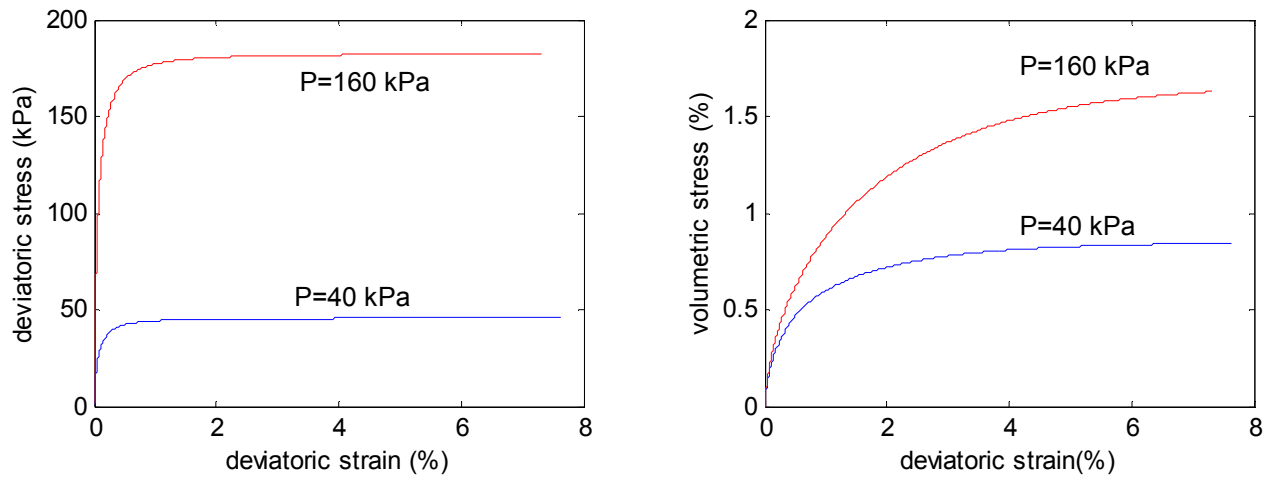 deviatoric stress (kPa)
200
150
100
50
0
P=160 kPa
P=40 kPa
0
2
4
6
8
deviatoric strain (%)
volumetric stress (%)
2
1.5
1
0.5
0
P=160 kPa
P=40 kPa
0
2
4
6
8
deviatoric strain(%)